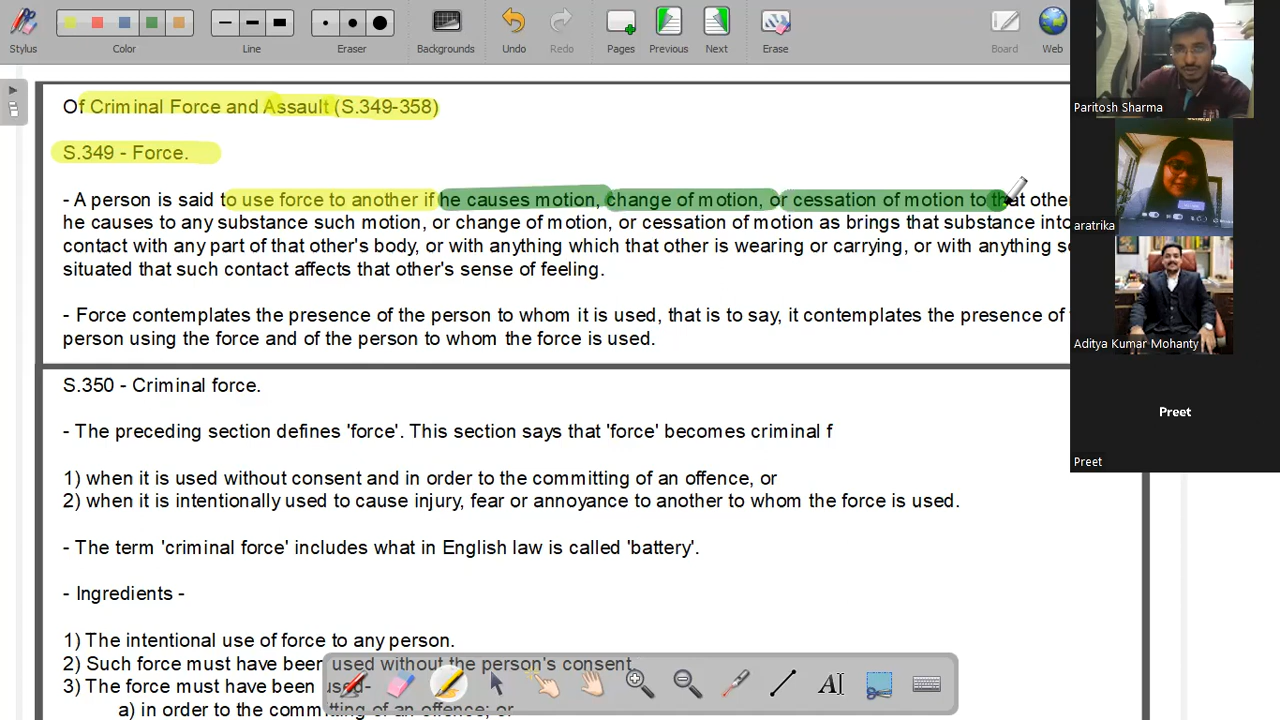 Stylus
Color
Line
Eraser
Backgrounds
Undo
Redo
Pages
Previous
Next
Erase
Board
Web
Of Criminal Force and Assault (S.349-358)
S.349 - Force.
- A person is said to use force to another if he causes motion, change of motion, or cessation of motion to that other
he causes to any substance such motion, or change of motion, or cessation of motion as brings that substance into
contact with any part of that other's body, or with anything which that other is wearing or carrying, or with anything
situated that such contact affects that other's sense of feeling.
- Force contemplates the presence of the person to whom it is used, that is to say, it contemplates the presence of
person using the force and of the person to whom the force is used.
S.350 - Criminal force.
- The preceding section defines 'force'. This section says that 'force' becomes criminal f
1) when it is used without consent and in order to the committing of an offence, or
2) when it is intentionally used to cause injury, fear or annoyance to another to whom the force is used.
- The term 'criminal force' includes what in English law is called 'battery'.
- Ingredients -
1) The intentional use of force to any person.
2) Such force must have been used without the person's consent.
3) The force must have been used-
a) in order to the committing of an offence; or
Paritosh Sharma
aratrika
Aditya Kumar Mohanty
Preet
Preet